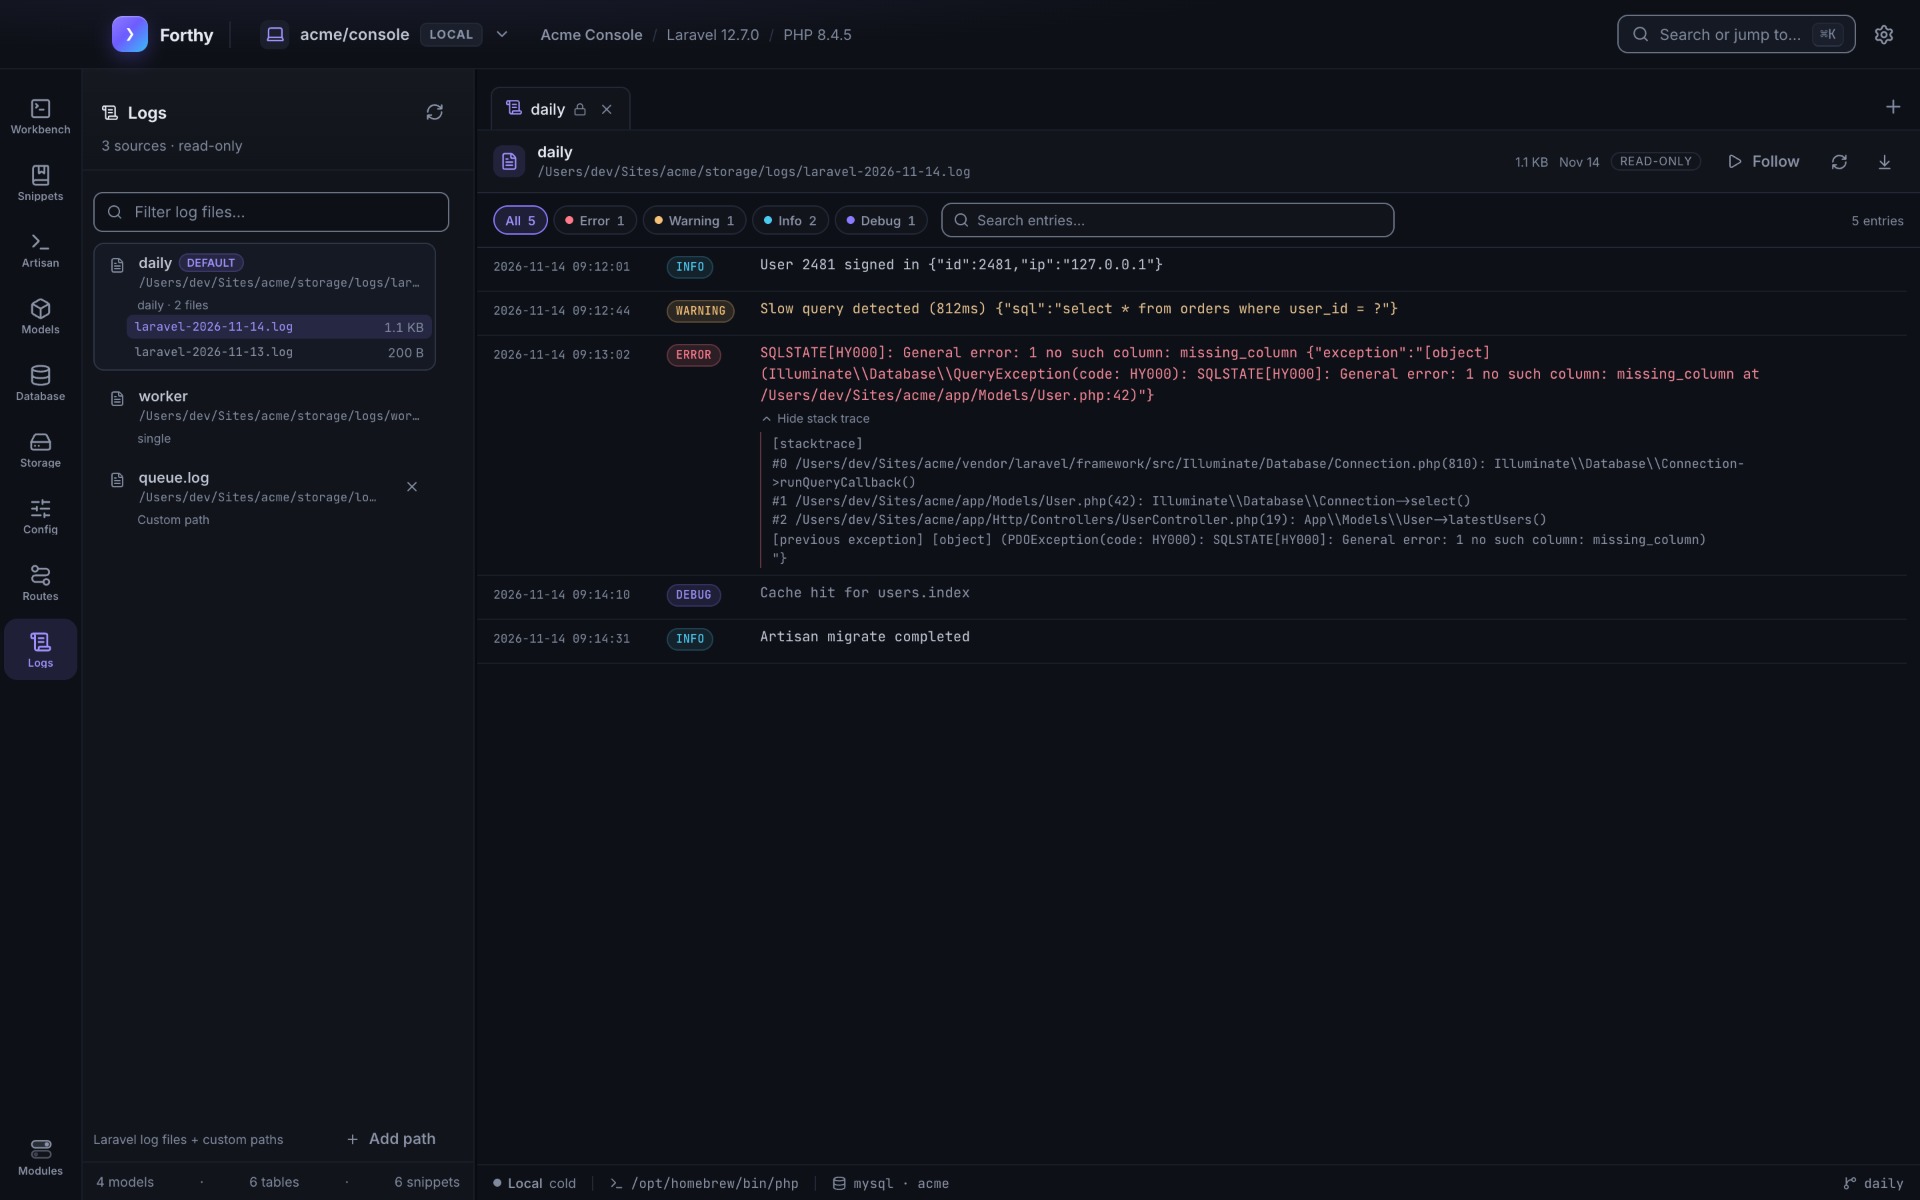 ❯ Forthy
acme/console LOCAL
Acme Console / Laravel 12.7.0 / PHP 8.4.5
Search or jump to... ⌘K
Workbench
Snippets
Artisan
Models
Database
Storage
Config
Routes
Logs
Modules
Logs
3 sources · read-only
Filter log files...
daily DEFAULT
/Users/dev/Sites/acme/storage/logs/lar…
daily · 2 files
laravel-2026-11-14.log 1.1 KB
laravel-2026-11-13.log 200 B
worker
/Users/dev/Sites/acme/storage/logs/wor…
single
queue.log
/Users/dev/Sites/acme/storage/lo…
Custom path
Laravel log files + custom paths
+ Add path
4 models · 6 tables · 6 snippets
daily
daily
/Users/dev/Sites/acme/storage/logs/laravel-2026-11-14.log
1.1 KB Nov 14 READ-ONLY Follow
All 5 Error 1 Warning 1 Info 2 Debug 1
Search entries...
5 entries
2026-11-14 09:12:01 INFO User 2481 signed in {"id":2481,"ip":"127.0.0.1"}
2026-11-14 09:12:44 WARNING Slow query detected (812ms) {"sql":"select * from orders where user_id = ?"}
2026-11-14 09:13:02 ERROR SQLSTATE[HY000]: General error: 1 no such column: missing_column {"exception":"[object]
(Illuminate\\Database\\QueryException(code: HY000): SQLSTATE[HY000]: General error: 1 no such column: missing_column at
/Users/dev/Sites/acme/app/Models/User.php:42)"}
Hide stack trace
[stacktrace]
#0 /Users/dev/Sites/acme/vendor/laravel/framework/src/Illuminate/Database/Connection.php(810): Illuminate\\Database\\Connection-
>runQueryCallback()
#1 /Users/dev/Sites/acme/app/Models/User.php(42): Illuminate\\Database\\Connection->select()
#2 /Users/dev/Sites/acme/app/Http/Controllers/UserController.php(19): App\\Models\\User->latestUsers()
[previous exception] [object] (PDOException(code: HY000): SQLSTATE[HY000]: General error: 1 no such column: missing_column)
"}
2026-11-14 09:14:10 DEBUG Cache hit for users.index
2026-11-14 09:14:31 INFO Artisan migrate completed
Local cold
/opt/homebrew/bin/php
mysql · acme
daily